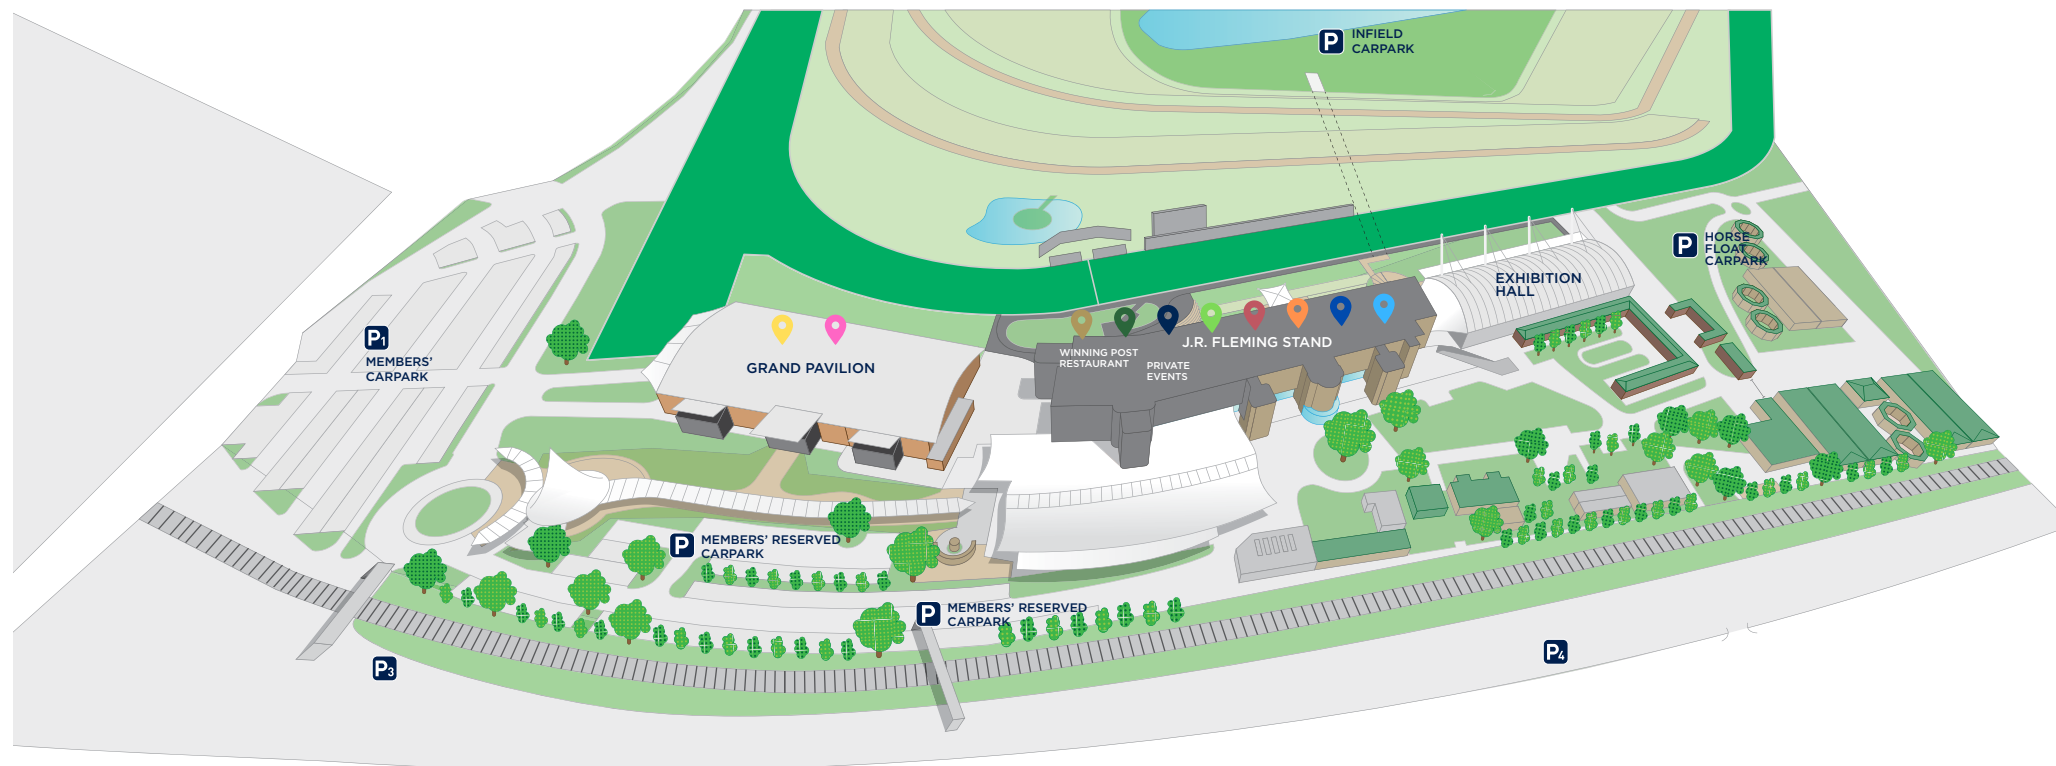 P
INFIELD
CARPARK
P
HORSE
FLOAT
CARPARK
EXHIBITION
HALL
P1
MEMBERS’
CARPARK
J.R. FLEMING STAND
WINNING POST
RESTAURANT
PRIVATE
EVENTS
GRAND PAVILION
P
MEMBERS’ RESERVED
CARPARK
P
MEMBERS’ RESERVED
CARPARK
P3
P4